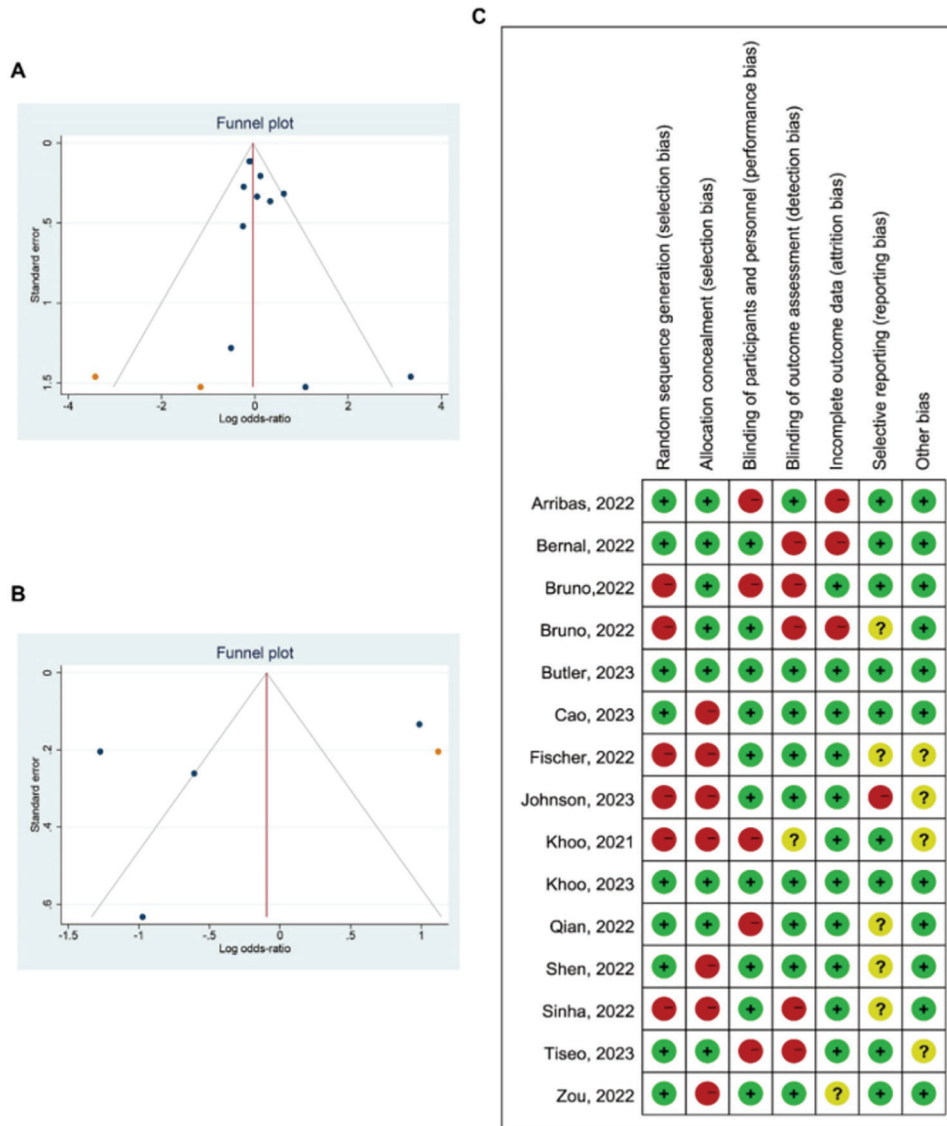 A
Funnel plot
0
.5
1
1.5
Standard error
-4 -2 0 2 4
Log odds-ratio
B
Funnel plot
0
.2
.4
.6
Standard error
-1.5 -1 -.5 0 .5 1
Log odds-ratio
C
Random sequence generation (selection bias)
Allocation concealment (selection bias)
Blinding of participants and personnel (performance bias)
Blinding of outcome assessment (detection bias)
Incomplete outcome data (attrition bias)
Selective reporting (reporting bias)
Other bias
Arribas, 2022 + + - + - + +
Bernal, 2022 + + + - - + +
Bruno,2022 - + - - + + +
Bruno, 2022 - + + - - ? +
Butler, 2023 + + + + + + +
Cao, 2023 + - + + + + +
Fischer, 2022 - - + + + ? ?
Johnson, 2023 - - + + + - ?
Khoo, 2021 - - - ? + + ?
Khoo, 2023 + + + + + + +
Qian, 2022 + + - + + ? +
Shen, 2022 + - + + + ? +
Sinha, 2022 - - + - + ? +
Tiseo, 2023 + + - - + + ?
Zou, 2022 + - + + ? + +